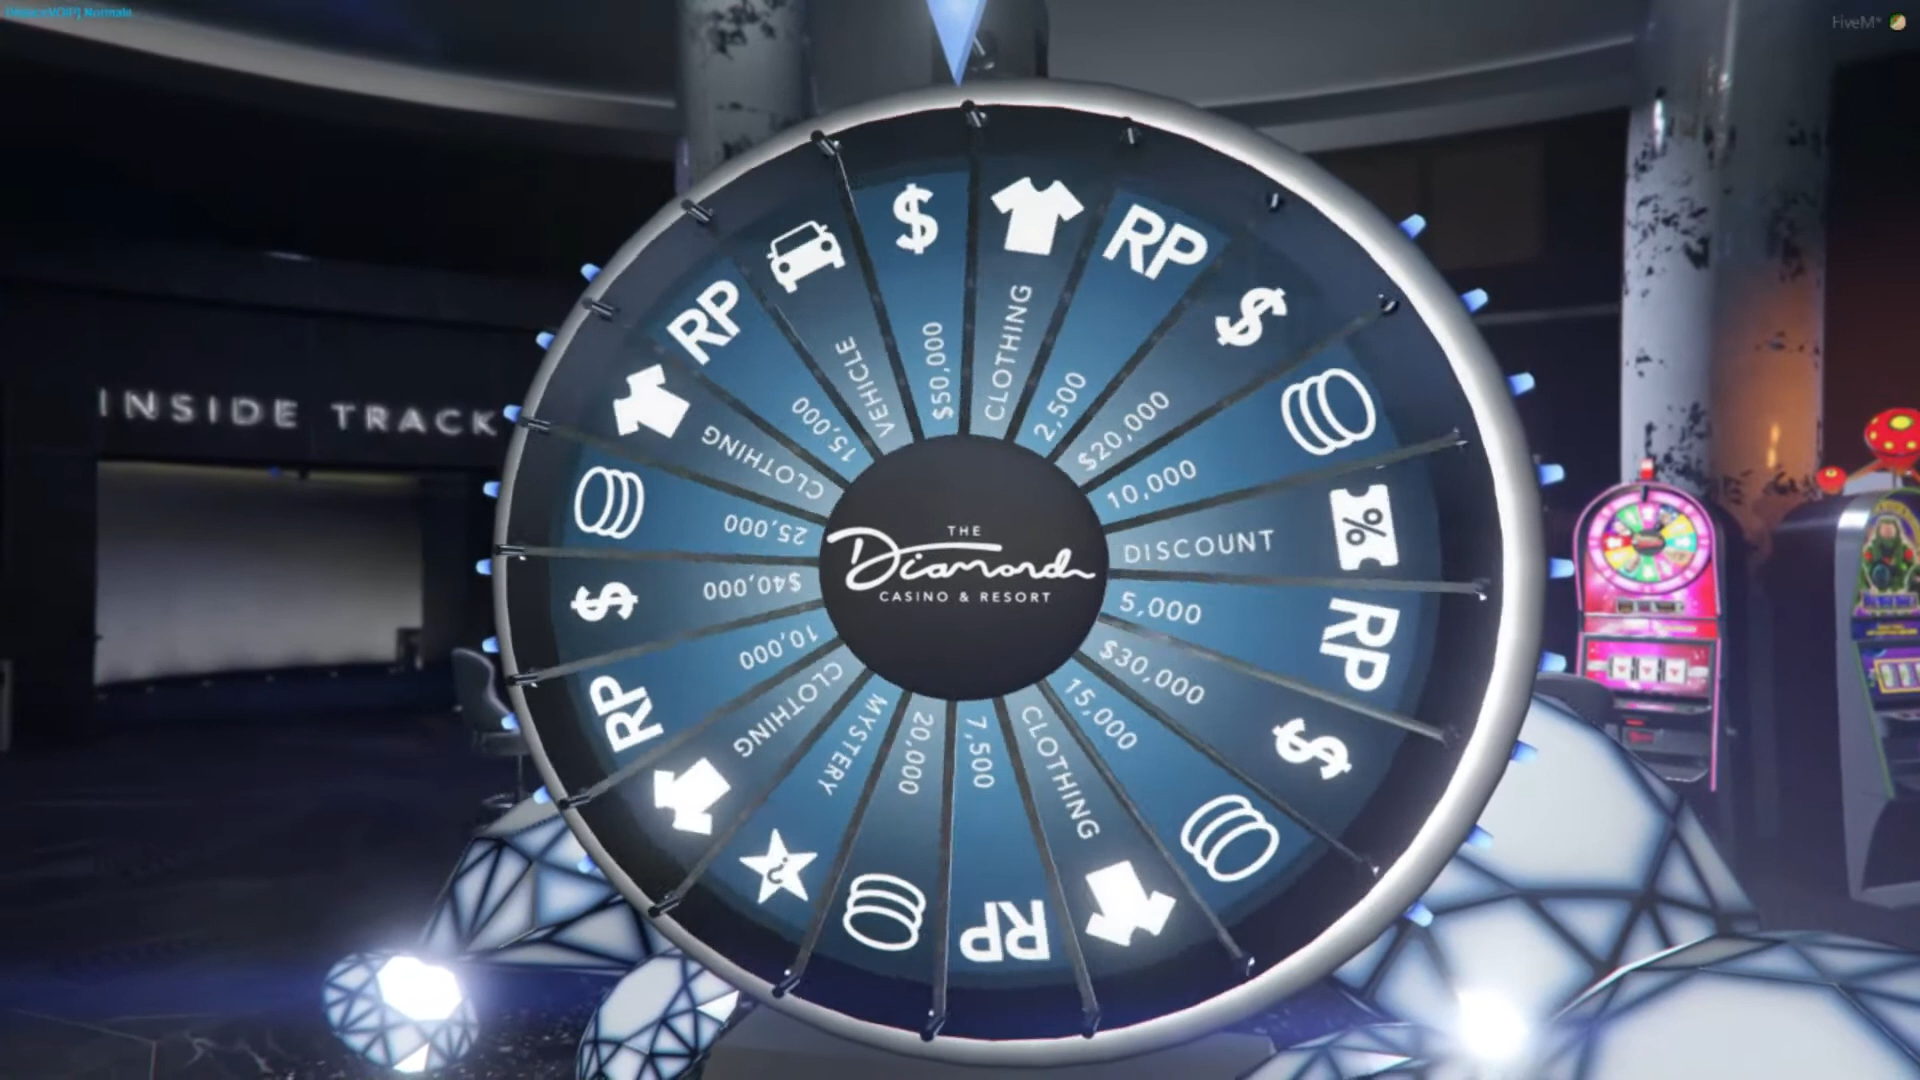 FiveM*
INSIDE TRACK
$
$50,000
CLOTHING
RP
2,500
$
$20,000
10,000
%
DISCOUNT
RP
5,000
$
$30,000
15,000
CLOTHING
RP
7,500
20,000
?
MYSTERY
CLOTHING
RP
10,000
$
$40,000
25,000
CLOTHING
RP
15,000
VEHICLE
THE
Diamond
CASINO & RESORT